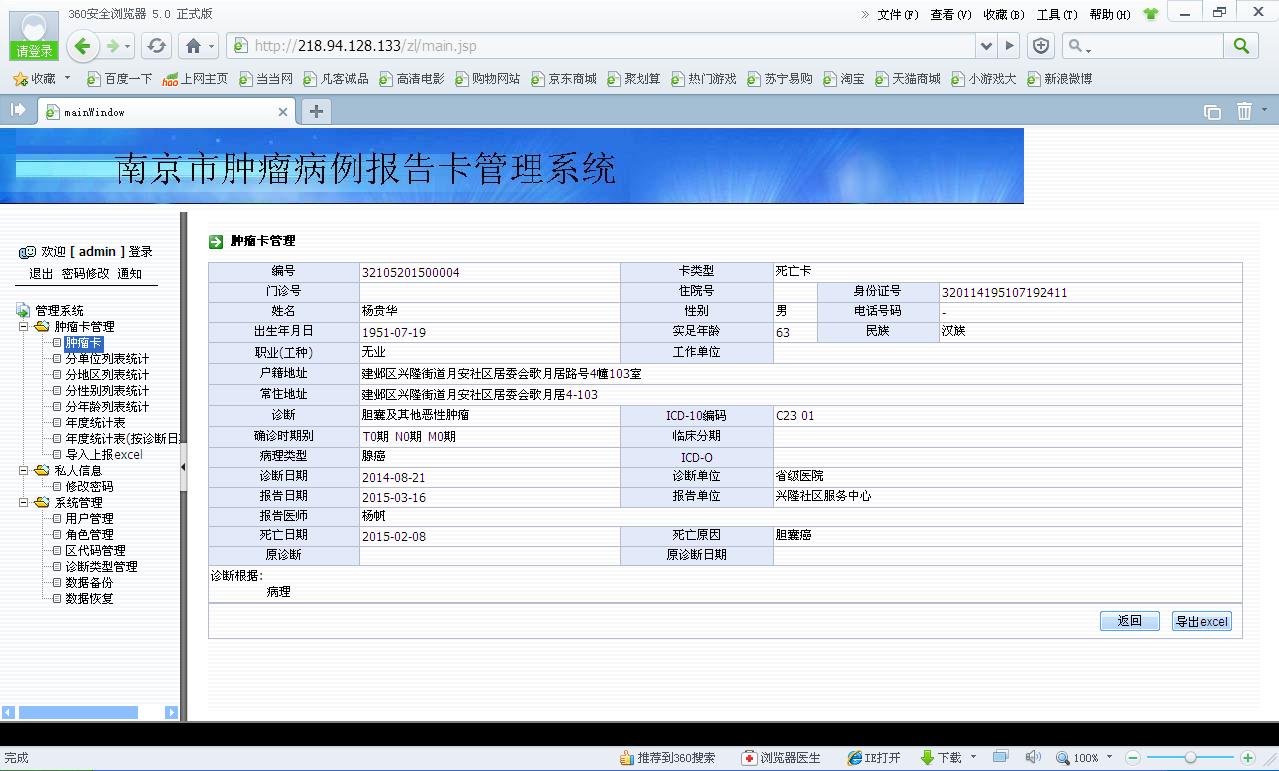 360安全浏览器 5.0 正式版
文件(F) 查看(V) 收藏(B) 工具(T) 帮助(H)
请登录
http://218.94.128.133/zl/main.jsp
收藏 百度一下 上网主页 当当网 凡客诚品 高清电影 购物网站 京东商城 聚划算 热门游戏 苏宁易购 淘宝 天猫商城 小游戏大 新浪微博
mainWindow
南京市肿瘤病例报告卡管理系统
欢迎 [ admin ] 登录
退出 密码修改 通知
管理系统
肿瘤卡管理
肿瘤卡
分单位列表统计
分地区列表统计
分性别列表统计
分年龄列表统计
年度统计表
年度统计表(按诊断日期
导入上报excel
私人信息
修改密码
系统管理
用户管理
角色管理
区代码管理
诊断类型管理
数据备份
数据恢复
肿瘤卡管理
编号 32105201500004 卡类型 死亡卡
门诊号 住院号 身份证号 320114195107192411
姓名 杨贵华 性别 男 电话号码 -
出生年月日 1951-07-19 实足年龄 63 民族 汉族
职业(工种) 无业 工作单位
户籍地址 建邺区兴隆街道月安社区居委会歌月居路号4幢103室
常住地址 建邺区兴隆街道月安社区居委会歌月居4-103
诊断 胆囊及其他恶性肿瘤 ICD-10编码 C23 01
确诊时期别 T0期 N0期 M0期 临床分期
病理类型 腺癌 ICD-O
诊断日期 2014-08-21 诊断单位 省级医院
报告日期 2015-03-16 报告单位 兴隆社区服务中心
报告医师 杨帆
死亡日期 2015-02-08 死亡原因 胆囊癌
原诊断 原诊断日期
诊断根据:
病理
返回 导出excel
完成 推荐到360搜索 浏览器医生 IE打开 下载 100%